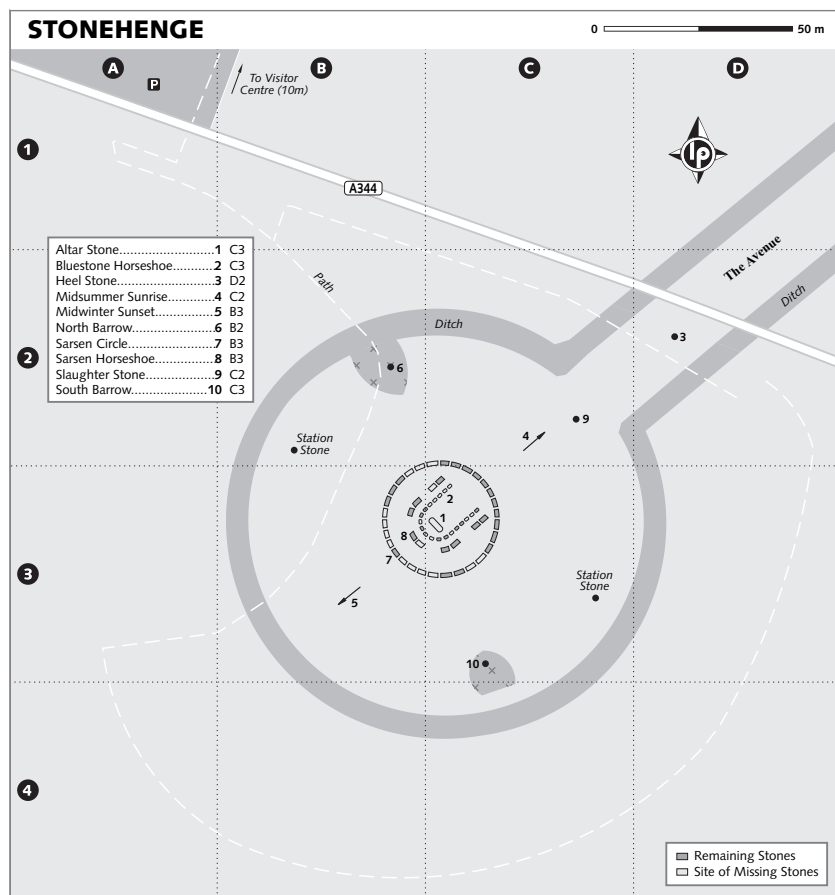 STONEHENGE
0 50 m
A B C D
P
To Visitor
Centre (10m)
1
lp
A344
Altar Stone..............................1 C3
Bluestone Horseshoe............2 C3
Heel Stone..............................3 D2
Midsummer Sunrise..............4 C2
Midwinter Sunset..................5 B3
North Barrow.........................6 B2
Sarsen Circle...........................7 B3
Sarsen Horseshoe..................8 B3
Slaughter Stone.....................9 C2
South Barrow.......................10 C3
The Avenue
Path
Ditch
Ditch
3
2
6
9
4
Station
Stone
2
1
8
7
3
Station
Stone
5
10
4
Remaining Stones
Site of Missing Stones